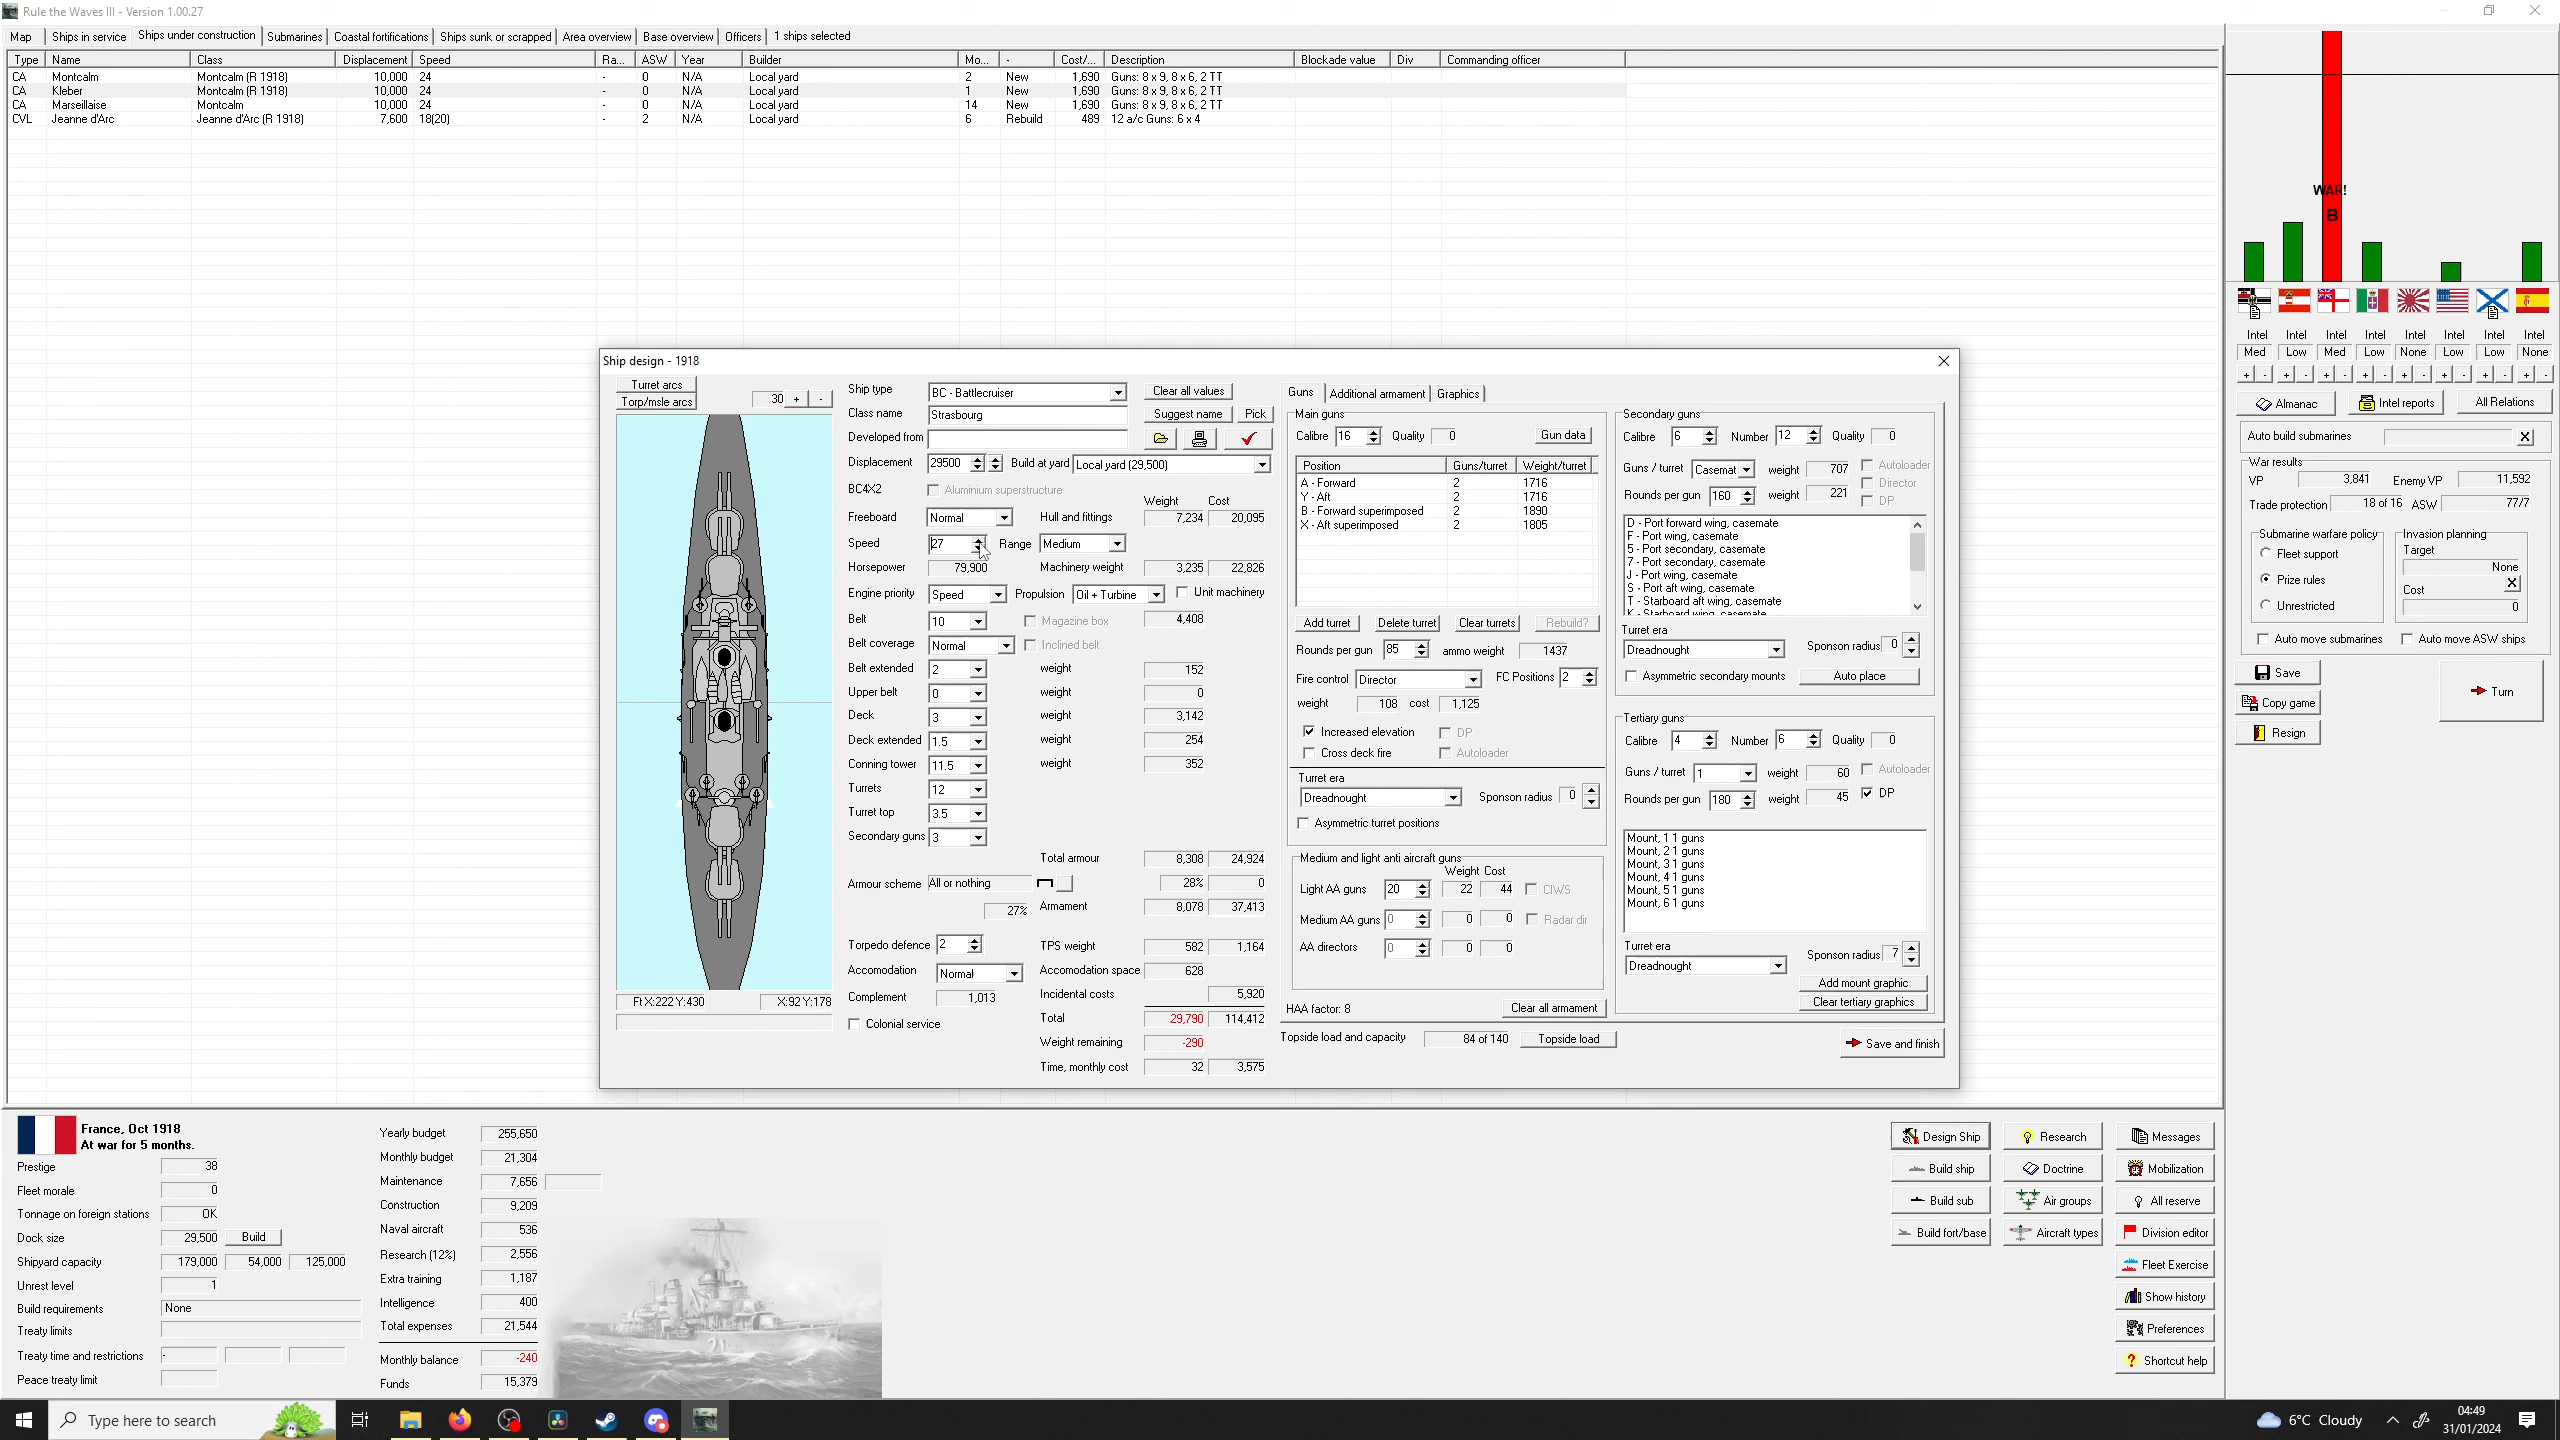 Rule the Waves III - Version 1.00.27
Map Ships in service Ships under construction Submarines Coastal fortifications Ships sunk or scrapped Area overview Base overview Officers 1 ships selected
Type Name Class Displacement Speed Ra... ASW Year Builder Mo... - Cost/... Description Blockade value Div Commanding officer
CA Montcalm Montcalm (R 1918) 10,000 24 - 0 N/A Local yard 2 New 1,690 Guns: 8 x 9, 8 x 6, 2 TT
CA Kleber Montcalm (R 1918) 10,000 24 - 0 N/A Local yard 1 New 1,690 Guns: 8 x 9, 8 x 6, 2 TT
CA Marseillaise Montcalm 10,000 24 - 0 N/A Local yard 14 New 1,690 Guns: 8 x 9, 8 x 6, 2 TT
CVL Jeanne d'Arc Jeanne d'Arc (R 1918) 7,600 18(20) - 2 N/A Local yard 6 Rebuild 489 12 a/c Guns: 6 x 4
WAR!
B
Intel Intel Intel Intel Intel Intel Intel Intel
Med Low Med Low None Low Low None
+ - + - + - + - + - + - + - + -
Almanac Intel reports All Relations
Auto build submarines X
War results
VP 3,841 Enemy VP 11,592
Trade protection 18 of 16 ASW 77/7
Submarine warfare policy Invasion planning
Fleet support Target
None
Prize rules X
Cost
Unrestricted 0
Auto move submarines Auto move ASW ships
Save
Copy game
Turn
Resign
Ship design - 1918
Turret arcs
Torp/msle arcs
30 + -
Ft X:222 Y:430 X:92 Y:178
Ship type BC - Battlecruiser Clear all values
Class name Strasbourg Suggest name Pick
Developed from
Displacement 29500 Build at yard Local yard (29,500)
BC4X2 Aluminium superstructure
Weight Cost
Freeboard Normal Hull and fittings 7,234 20,095
Speed 27 Range Medium
Horsepower 79,900 Machinery weight 3,235 22,826
Engine priority Speed Propulsion Oil + Turbine Unit machinery
Belt 10 Magazine box 4,408
Belt coverage Normal Inclined belt
Belt extended 2 weight 152
Upper belt 0 weight 0
Deck 3 weight 3,142
Deck extended 1.5 weight 254
Conning tower 11.5 weight 352
Turrets 12
Turret top 3.5
Secondary guns 3
Total armour 8,308 24,924
Armour scheme All or nothing 28% 0
27% Armament 8,078 37,413
Torpedo defence 2 TPS weight 582 1,164
Accomodation Normal Accomodation space 628
Complement 1,013 Incidental costs 5,920
Colonial service Total 29,790 114,412
Weight remaining -290
Time, monthly cost 32 3,575
Guns Additional armament Graphics
Main guns
Calibre 16 Quality 0 Gun data
Position Guns/turret Weight/turret
A - Forward 2 1716
Y - Aft 2 1716
B - Forward superimposed 2 1890
X - Aft superimposed 2 1805
Add turret Delete turret Clear turrets Rebuild?
Rounds per gun 85 ammo weight 1437
Fire control Director FC Positions 2
weight 108 cost 1,125
Increased elevation DP
Cross deck fire Autoloader
Turret era
Dreadnought Sponson radius 0
Asymmetric turret positions
Medium and light anti aircraft guns
Weight Cost
Light AA guns 20 22 44 CIWS
Medium AA guns 0 0 0 Radar dir
AA directors 0 0 0
HAA factor: 8 Clear all armament
Topside load and capacity 84 of 140 Topside load
Secondary guns
Calibre 6 Number 12 Quality 0
Guns / turret Casemat weight 707 Autoloader
Director
Rounds per gun 160 weight 221 DP
D - Port forward wing, casemate
F - Port wing, casemate
5 - Port secondary, casemate
7 - Port secondary, casemate
J - Port wing, casemate
S - Port aft wing, casemate
T - Starboard aft wing, casemate
K - Starboard wing, casemate
Turret era
Dreadnought Sponson radius 0
Asymmetric secondary mounts Auto place
Tertiary guns
Calibre 4 Number 6 Quality 0
Guns / turret 1 weight 60 Autoloader
Rounds per gun 180 weight 45 DP
Mount, 1 1 guns
Mount, 2 1 guns
Mount, 3 1 guns
Mount, 4 1 guns
Mount, 5 1 guns
Mount, 6 1 guns
Turret era
Dreadnought Sponson radius 7
Add mount graphic
Clear tertiary graphics
Save and finish
France, Oct 1918
At war for 5 months.
Prestige 38
Fleet morale 0
Tonnage on foreign stations OK
Dock size 29,500 Build
Shipyard capacity 179,000 54,000 125,000
Unrest level 1
Build requirements None
Treaty limits
Treaty time and restrictions -
Peace treaty limit
Yearly budget 255,650
Monthly budget 21,304
Maintenance 7,656
Construction 9,209
Naval aircraft 536
Research (12%) 2,556
Extra training 1,187
Intelligence 400
Total expenses 21,544
Monthly balance -240
Funds 15,379
Design Ship Research Messages
Build ship Doctrine Mobilization
Build sub Air groups All reserve
Build fort/base Aircraft types Division editor
Fleet Exercise
Show history
Preferences
Shortcut help
Type here to search
6°C Cloudy
04:49
31/01/2024